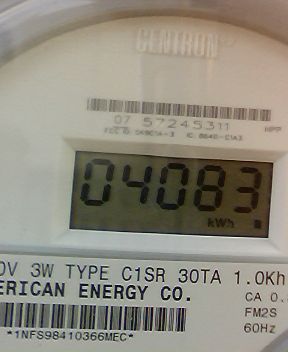 CENTRON
07 57245311
04083
kWh
0V 3W TYPE C1SR 30TA 1.0Kh
ERICAN ENERGY CO.
CA 0.
FM2S
60Hz
*1NFS98410366MEC*